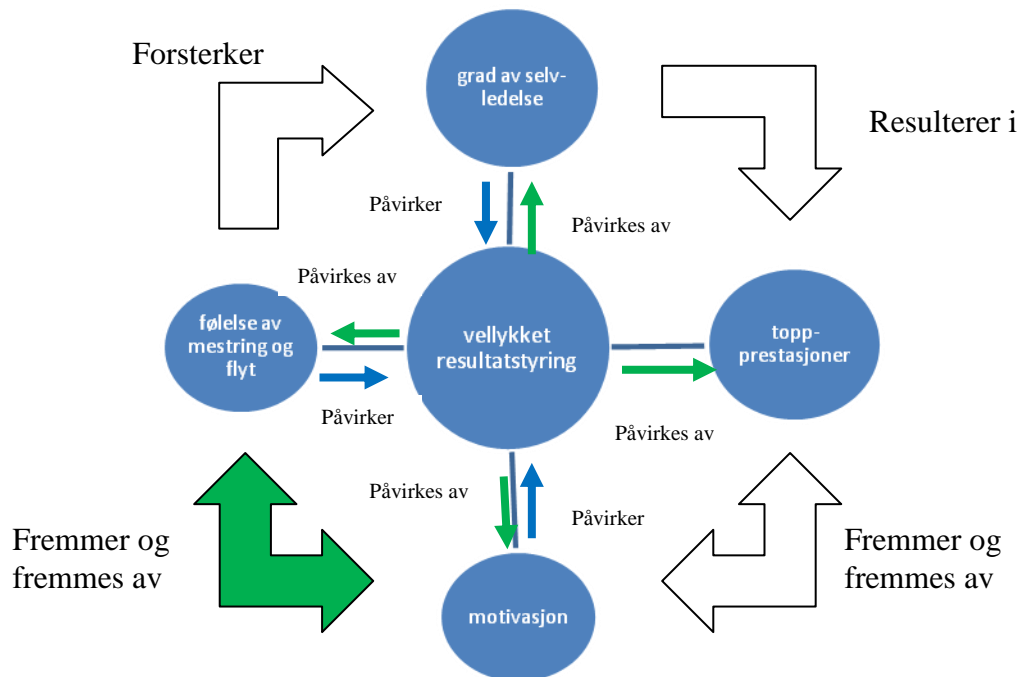 Forsterker
grad av selv-
ledelse
Resulterer i
Påvirker
Påvirkes av
Påvirkes av
følelse av
mestring og
flyt
vellykket
resultatstyring
topp-
prestasjoner
Påvirker
Påvirkes av
Påvirkes av
Påvirker
Fremmer og
fremmes av
motivasjon
Fremmer og
fremmes av